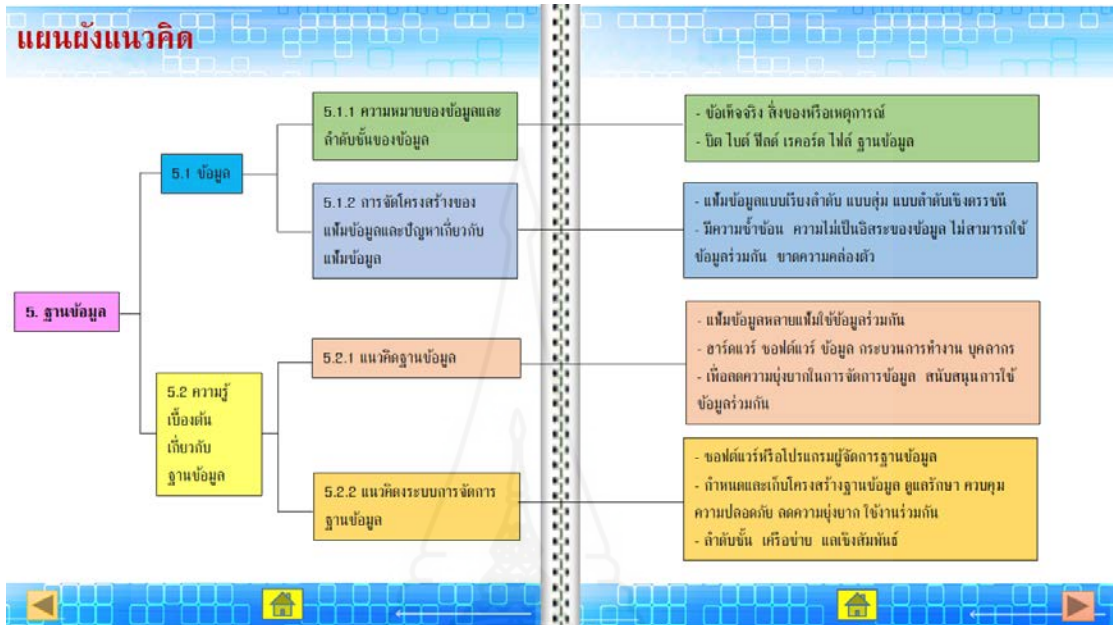 แผนผังแนวคิด
5. ฐานข้อมูล
5.1 ข้อมูล
5.1.1 ความหมายของข้อมูลและ
ลำดับชั้นของข้อมูล
- ข้อเท็จจริง สิ่งของหรือเหตุการณ์
- บิต ไบต์ ฟิลด์ เรคอร์ด ไฟล์ ฐานข้อมูล
5.1.2 การจัดโครงสร้างของ
แฟ้มข้อมูลและปัญหาเกี่ยวกับ
แฟ้มข้อมูล
- แฟ้มข้อมูลแบบเรียงลำดับ แบบสุ่ม แบบลำดับเชิงดรรชนี
- มีความซ้ำซ้อน ความไม่เป็นอิสระของข้อมูล ไม่สามารถใช้
ข้อมูลร่วมกัน ขาดความคล่องตัว
5.2 ความรู้
เบื้องต้น
เกี่ยวกับ
ฐานข้อมูล
5.2.1 แนวคิดฐานข้อมูล
- แฟ้มข้อมูลหลายแฟ้มใช้ข้อมูลร่วมกัน
- ฮาร์ดแวร์ ซอฟต์แวร์ ข้อมูล กระบวนการทำงาน บุคลากร
- เพื่อลดความยุ่งยากในการจัดการข้อมูล สนับสนุนการใช้
ข้อมูลร่วมกัน
5.2.2 แนวคิดงระบบการจัดการ
ฐานข้อมูล
- ซอฟต์แวร์หรือโปรแกรมผู้จัดการฐานข้อมูล
- กำหนดและเก็บโครงสร้างฐานข้อมูล ดูแลรักษา ควบคุม
ความปลอดภัย ลดความยุ่งยาก ใช้งานร่วมกัน
- ลำดับชั้น เครือข่าย และเชิงสัมพันธ์